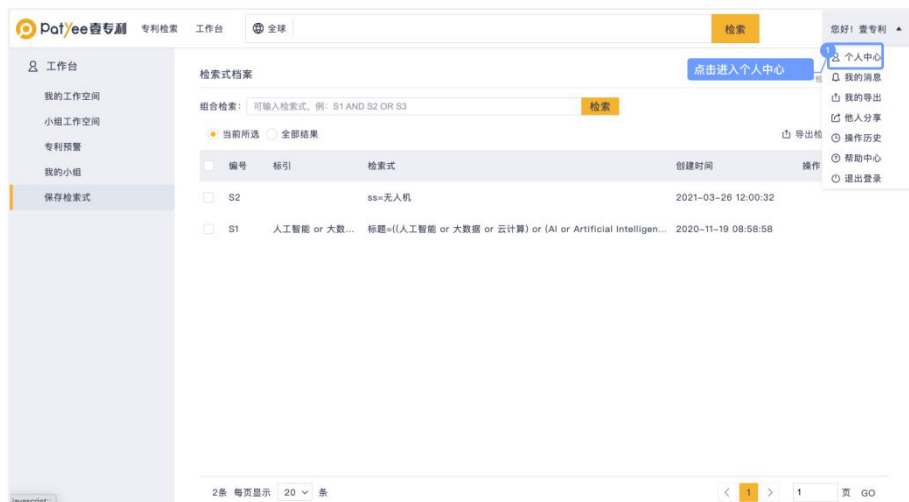 Patyee壹专利 专利检索 工作台 全球 检索 您好！壹专利
工作台
我的工作空间
小组工作空间
专利预警
我的小组
保存检索式
检索式档案
点击进入个人中心
1
个人中心
我的消息
我的导出
他人分享
操作历史
帮助中心
退出登录
组合检索： 可输入检索式，例：S1 AND S2 OR S3 检索
当前所选 全部结果 导出检
编号 标引 检索式 创建时间 操作
S2 ss=无人机 2021-03-26 12:00:32
S1 人工智能 or 大数... 标题=((人工智能 or 大数据 or 云计算) or (AI or Artificial Intelligen... 2020-11-19 08:58:58
2条 每页显示 20 条 < 1 > 1 页 GO